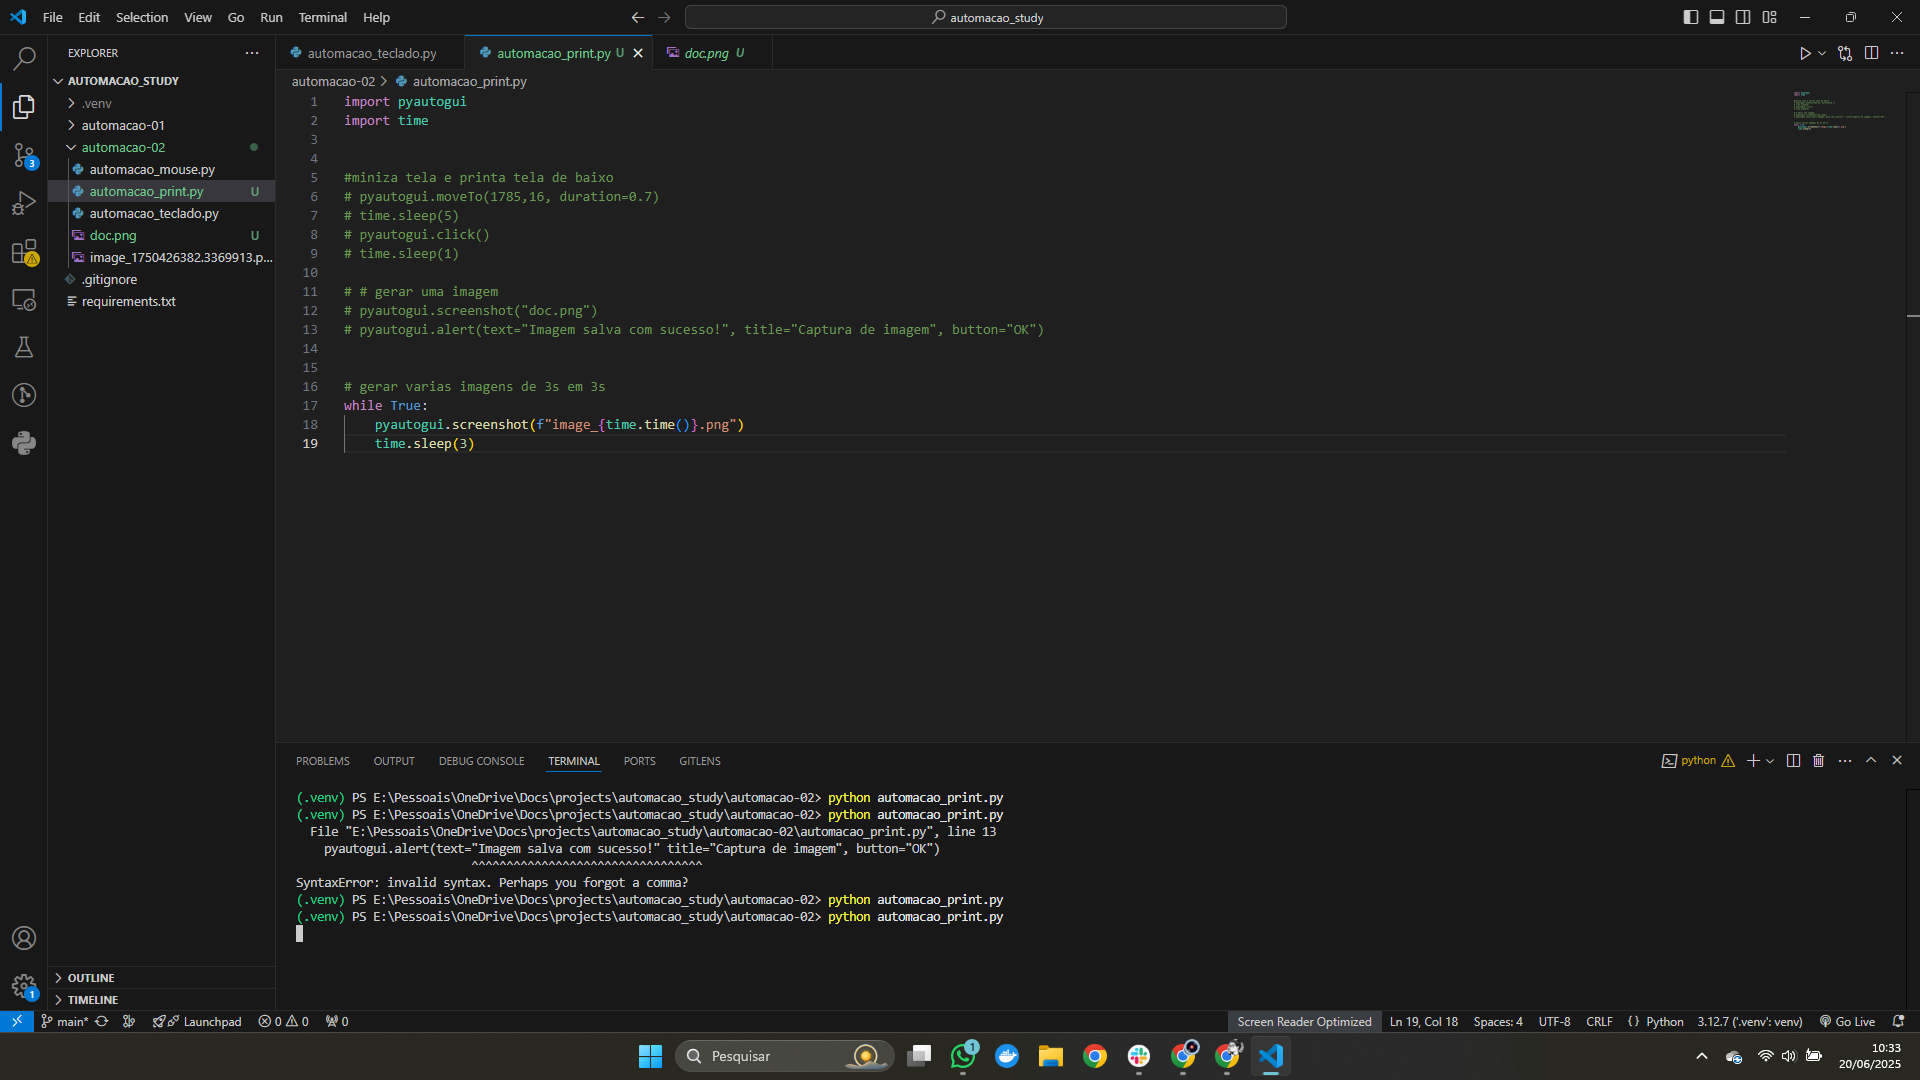 File Edit Selection View Go Run Terminal Help
automacao_study
EXPLORER
AUTOMACAO_STUDY
.venv
automacao-01
automacao-02
automacao_mouse.py
automacao_print.py U
automacao_teclado.py
doc.png U
image_1750426382.3369913.p...
.gitignore
requirements.txt
OUTLINE
TIMELINE
3
1
automacao_teclado.py automacao_print.py U doc.png U
automacao-02 > automacao_print.py
1 import pyautogui
2 import time
3
4
5 #miniza tela e printa tela de baixo
6 # pyautogui.moveTo(1785,16, duration=0.7)
7 # time.sleep(5)
8 # pyautogui.click()
9 # time.sleep(1)
10
11 # # gerar uma imagem
12 # pyautogui.screenshot("doc.png")
13 # pyautogui.alert(text="Imagem salva com sucesso!", title="Captura de imagem", button="OK")
14
15
16 # gerar varias imagens de 3s em 3s
17 while True:
18 pyautogui.screenshot(f"image_{time.time()}.png")
19 time.sleep(3)
PROBLEMS OUTPUT DEBUG CONSOLE TERMINAL PORTS GITLENS
python
(.venv) PS E:\Pessoais\OneDrive\Docs\projects\automacao_study\automacao-02> python automacao_print.py
(.venv) PS E:\Pessoais\OneDrive\Docs\projects\automacao_study\automacao-02> python automacao_print.py
File "E:\Pessoais\OneDrive\Docs\projects\automacao_study\automacao-02\automacao_print.py", line 13
pyautogui.alert(text="Imagem salva com sucesso!" title="Captura de imagem", button="OK")
^^^^^^^^^^^^^^^^^^^^^^^^^^^^^^^^^
SyntaxError: invalid syntax. Perhaps you forgot a comma?
(.venv) PS E:\Pessoais\OneDrive\Docs\projects\automacao_study\automacao-02> python automacao_print.py
(.venv) PS E:\Pessoais\OneDrive\Docs\projects\automacao_study\automacao-02> python automacao_print.py
main* Launchpad 0 0 0
Screen Reader Optimized Ln 19, Col 18 Spaces: 4 UTF-8 CRLF {} Python 3.12.7 ('.venv': venv) Go Live
Pesquisar
1
10:33
20/06/2025